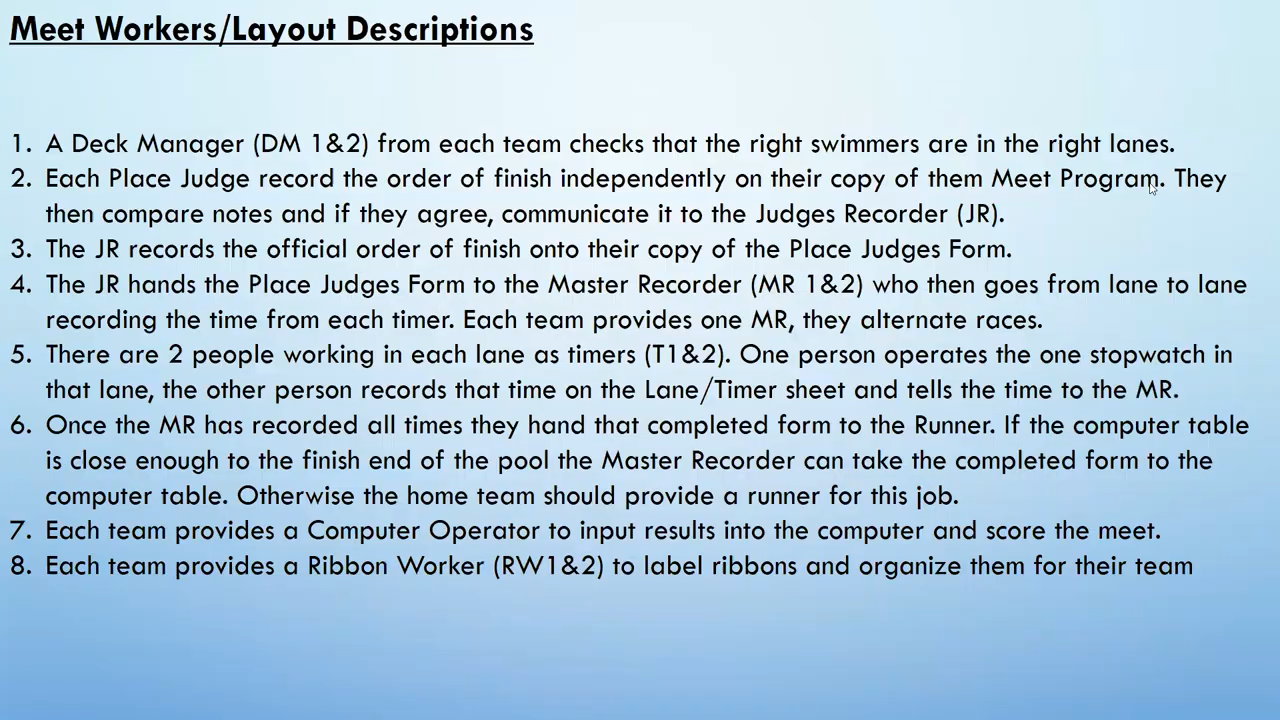 Meet Workers/Layout Descriptions
1. A Deck Manager (DM 1&2) from each team checks that the right swimmers are in the right lanes.
2. Each Place Judge record the order of finish independently on their copy of them Meet Program. They
then compare notes and if they agree, communicate it to the Judges Recorder (JR).
3. The JR records the official order of finish onto their copy of the Place Judges Form.
4. The JR hands the Place Judges Form to the Master Recorder (MR 1&2) who then goes from lane to lane
recording the time from each timer. Each team provides one MR, they alternate races.
5. There are 2 people working in each lane as timers (T1&2). One person operates the one stopwatch in
that lane, the other person records that time on the Lane/Timer sheet and tells the time to the MR.
6. Once the MR has recorded all times they hand that completed form to the Runner. If the computer table
is close enough to the finish end of the pool the Master Recorder can take the completed form to the
computer table. Otherwise the home team should provide a runner for this job.
7. Each team provides a Computer Operator to input results into the computer and score the meet.
8. Each team provides a Ribbon Worker (RW1&2) to label ribbons and organize them for their team